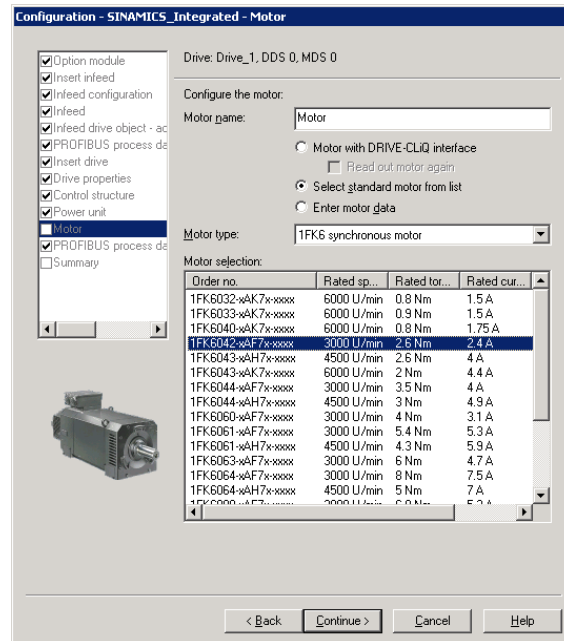 Configuration - SINAMICS_Integrated - Motor
Option module
Insert infeed
Infeed configuration
Infeed
Infeed drive object - ac
PROFIBUS process da
Insert drive
Drive properties
Control structure
Power unit
Motor
PROFIBUS process da
Summary
Drive: Drive_1, DDS 0, MDS 0
Configure the motor:
Motor name: Motor
Motor with DRIVE-CLiQ interface
Read out motor again
Select standard motor from list
Enter motor data
Motor type: 1FK6 synchronous motor
Motor selection:
Order no. Rated sp... Rated tor... Rated cur...
1FK6032-xAK7x-xxxx 6000 U/min 0.8 Nm 1.5 A
1FK6033-xAK7x-xxxx 6000 U/min 0.9 Nm 1.5 A
1FK6040-xAK7x-xxxx 6000 U/min 0.8 Nm 1.75 A
1FK6042-xAF7x-xxxx 3000 U/min 2.6 Nm 2.4 A
1FK6043-xAH7x-xxxx 4500 U/min 2.6 Nm 4 A
1FK6043-xAK7x-xxxx 6000 U/min 2 Nm 4.4 A
1FK6044-xAF7x-xxxx 3000 U/min 3.5 Nm 4 A
1FK6044-xAH7x-xxxx 4500 U/min 3 Nm 4.9 A
1FK6060-xAF7x-xxxx 3000 U/min 4 Nm 3.1 A
1FK6061-xAF7x-xxxx 3000 U/min 5.4 Nm 5.3 A
1FK6061-xAH7x-xxxx 4500 U/min 4.3 Nm 5.9 A
1FK6063-xAF7x-xxxx 3000 U/min 6 Nm 4.7 A
1FK6064-xAF7x-xxxx 3000 U/min 8 Nm 7.5 A
1FK6064-xAH7x-xxxx 4500 U/min 5 Nm 7 A
< Back Continue > Cancel Help